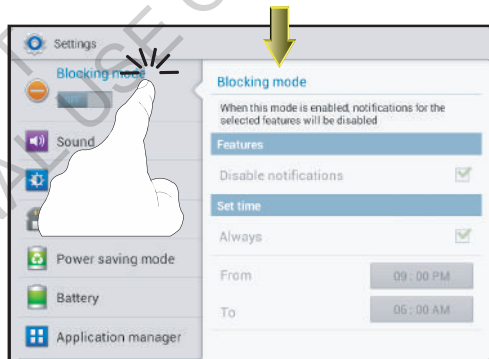 Settings
Blocking mode
Sound
Power saving mode
Battery
Application manager
Blocking mode
When this mode is enabled, notifications for the
selected features will be disabled
Features
Disable notifications
Set time
Always
From
09 : 00 PM
To
06 : 00 AM